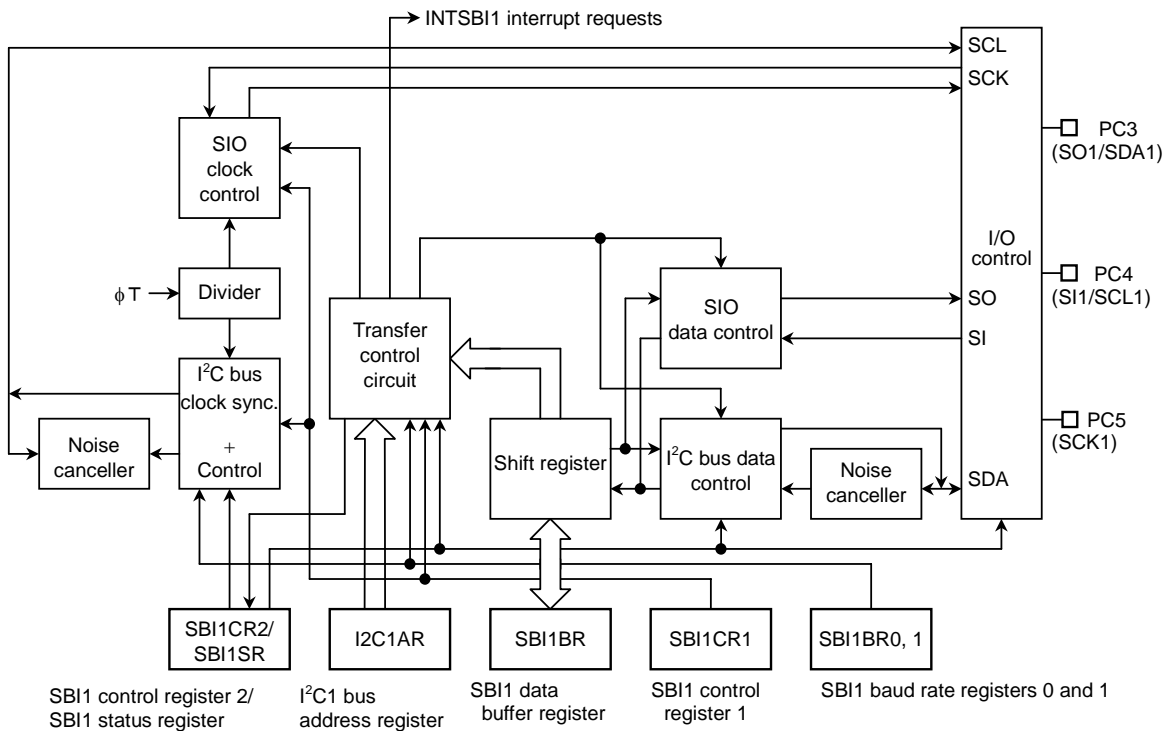 INTSBI1 interrupt requests
SCL
SCK
SIO
clock
control
PC3
(SO1/SDA1)
I/O
control
PC4
(SI1/SCL1)
ϕT
Divider
SIO
data control
SO
SI
Transfer
control
circuit
I²C bus
clock sync.
+
Control
Noise
canceller
Shift register
I²C bus data
control
Noise
canceller
SDA
PC5
(SCK1)
SBI1CR2/
SBI1SR
I2C1AR
SBI1BR
SBI1CR1
SBI1BR0, 1
SBI1 control register 2/
SBI1 status register
I²C1 bus
address register
SBI1 data
buffer register
SBI1 control
register 1
SBI1 baud rate registers 0 and 1